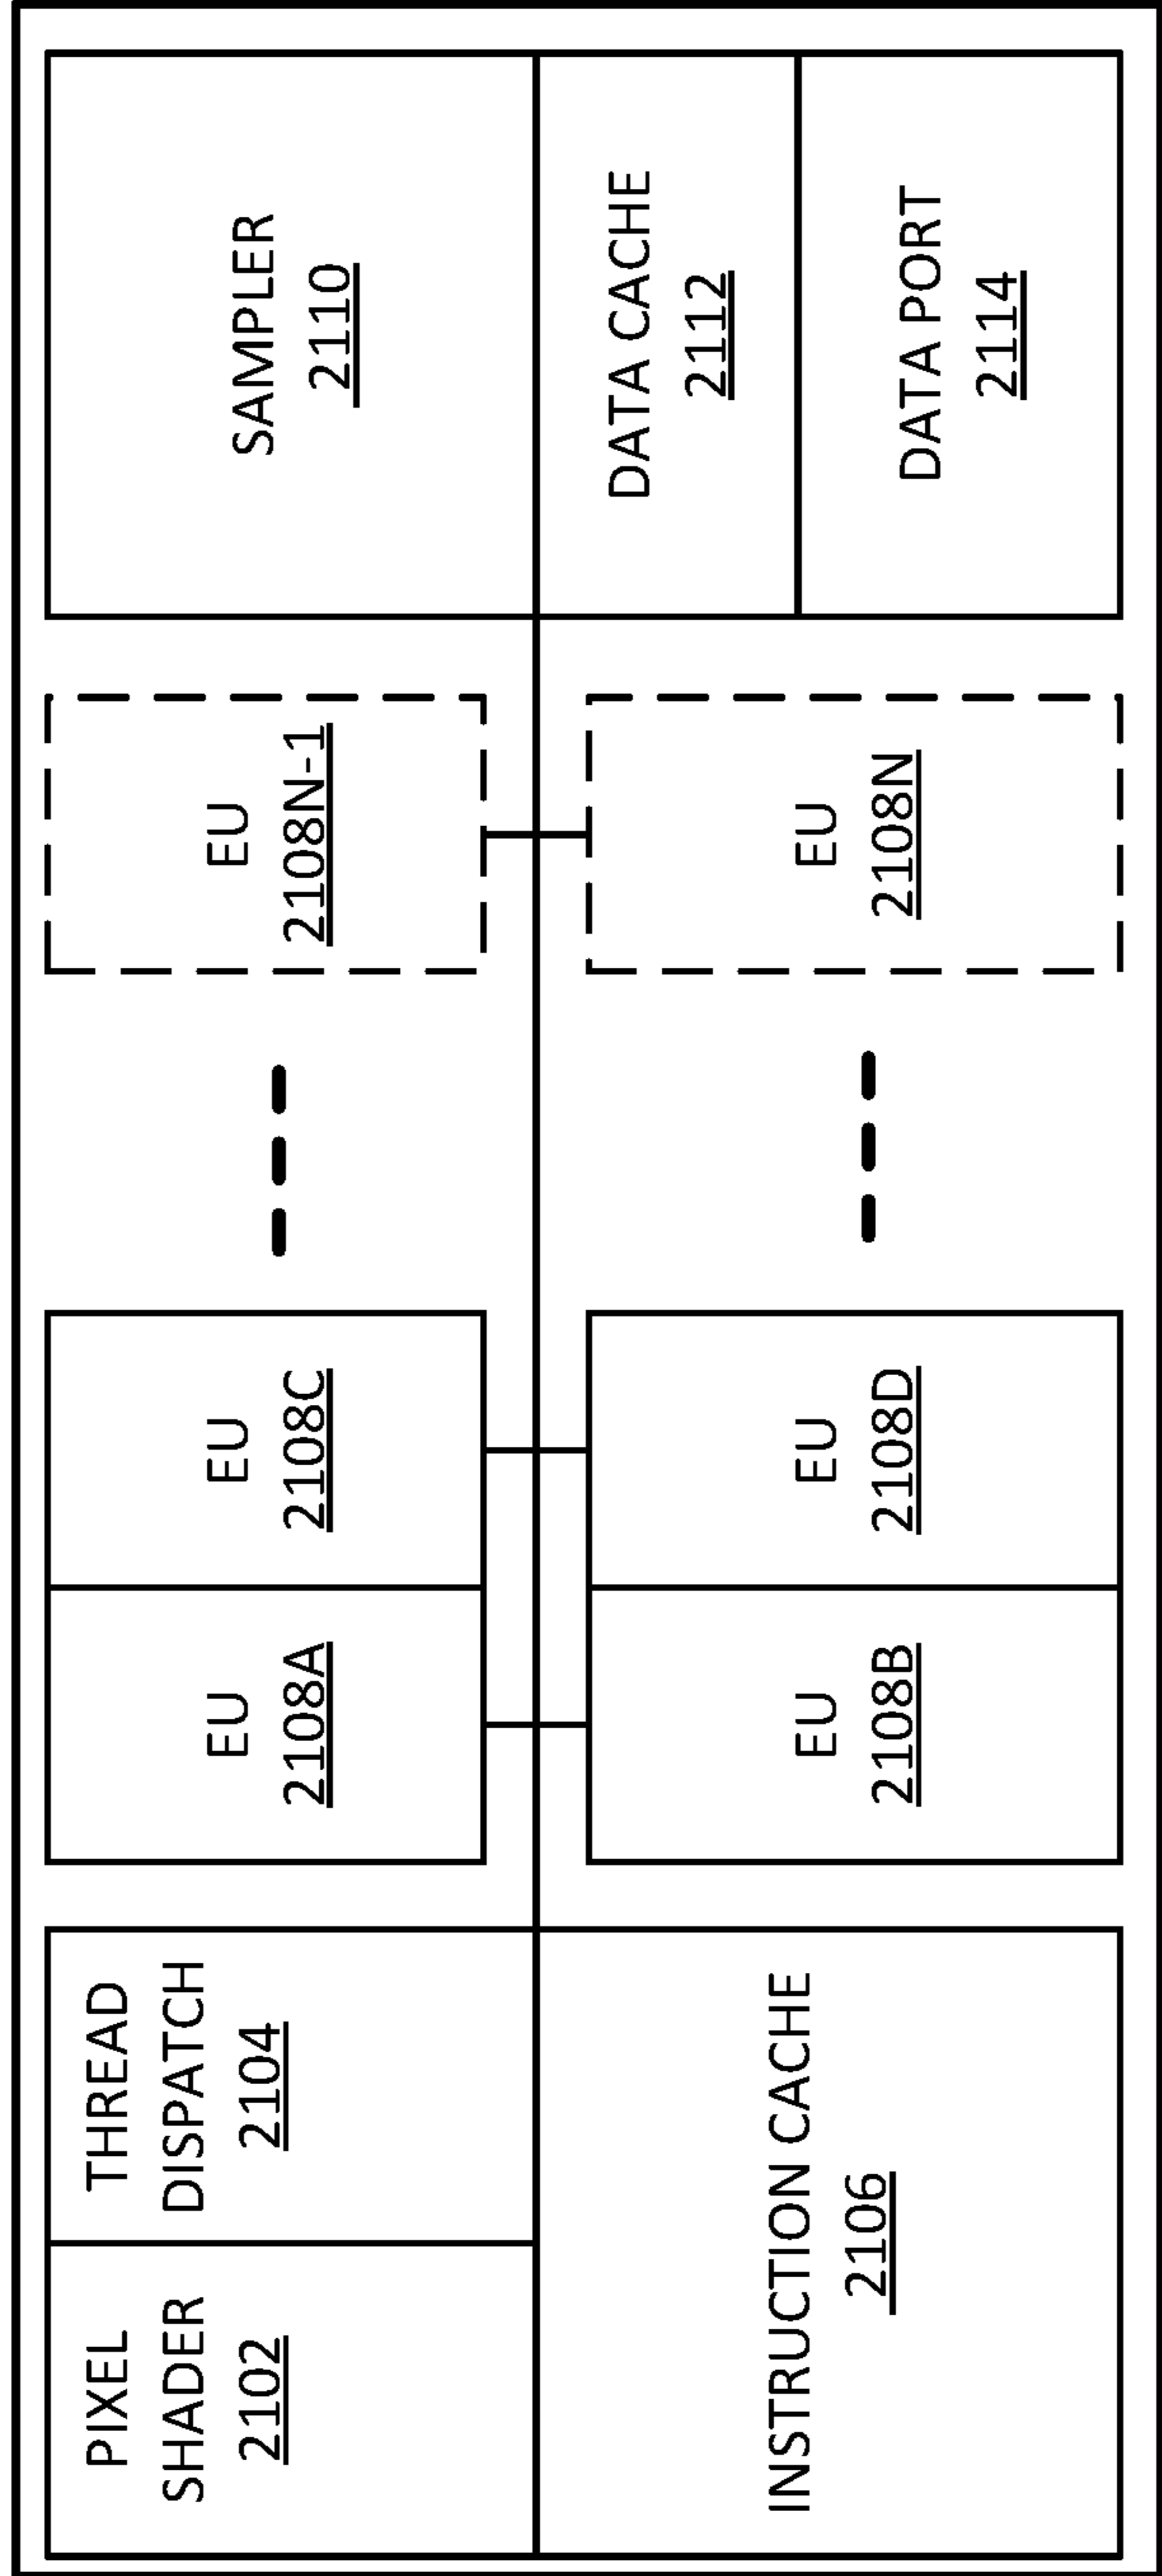 PIXEL
SHADER
2102
THREAD
DISPATCH
2104
INSTRUCTION CACHE
2106
EU
2108A
EU
2108C
EU
2108B
EU
2108D
EU
2108N-1
EU
2108N
SAMPLER
2110
DATA CACHE
2112
DATA PORT
2114